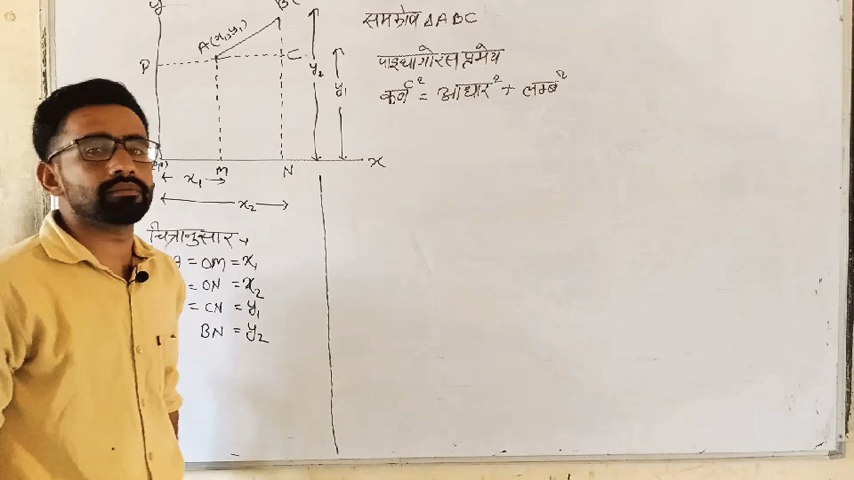 y
A(x₁,y₁)
P
C
y₂
y₁
M
N
x
x₁
x₂
समकोण ΔABC
पाइथागोरस प्रमेय
कर्ण² = आधार² + लम्ब²
चित्रानुसार,
= OM = x₁
= ON = x₂
= CN = y₁
BN = y₂